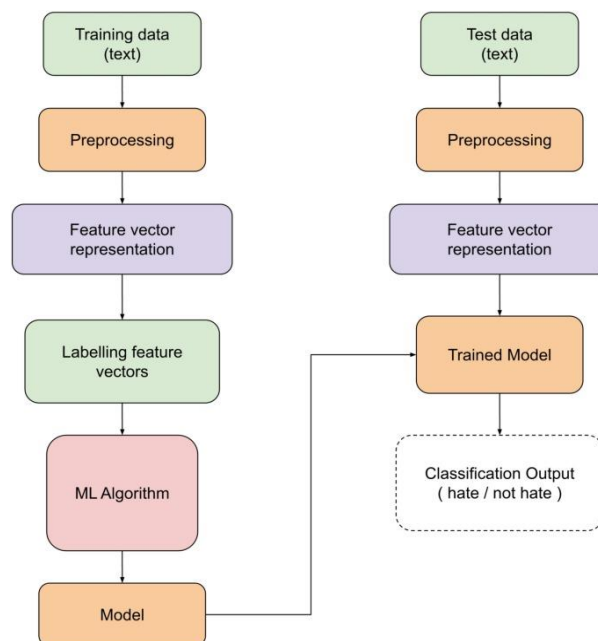 Training data
(text)
Preprocessing
Feature vector
representation
Labelling feature
vectors
ML Algorithm
Model
Test data
(text)
Preprocessing
Feature vector
representation
Trained Model
Classification Output
( hate / not hate )